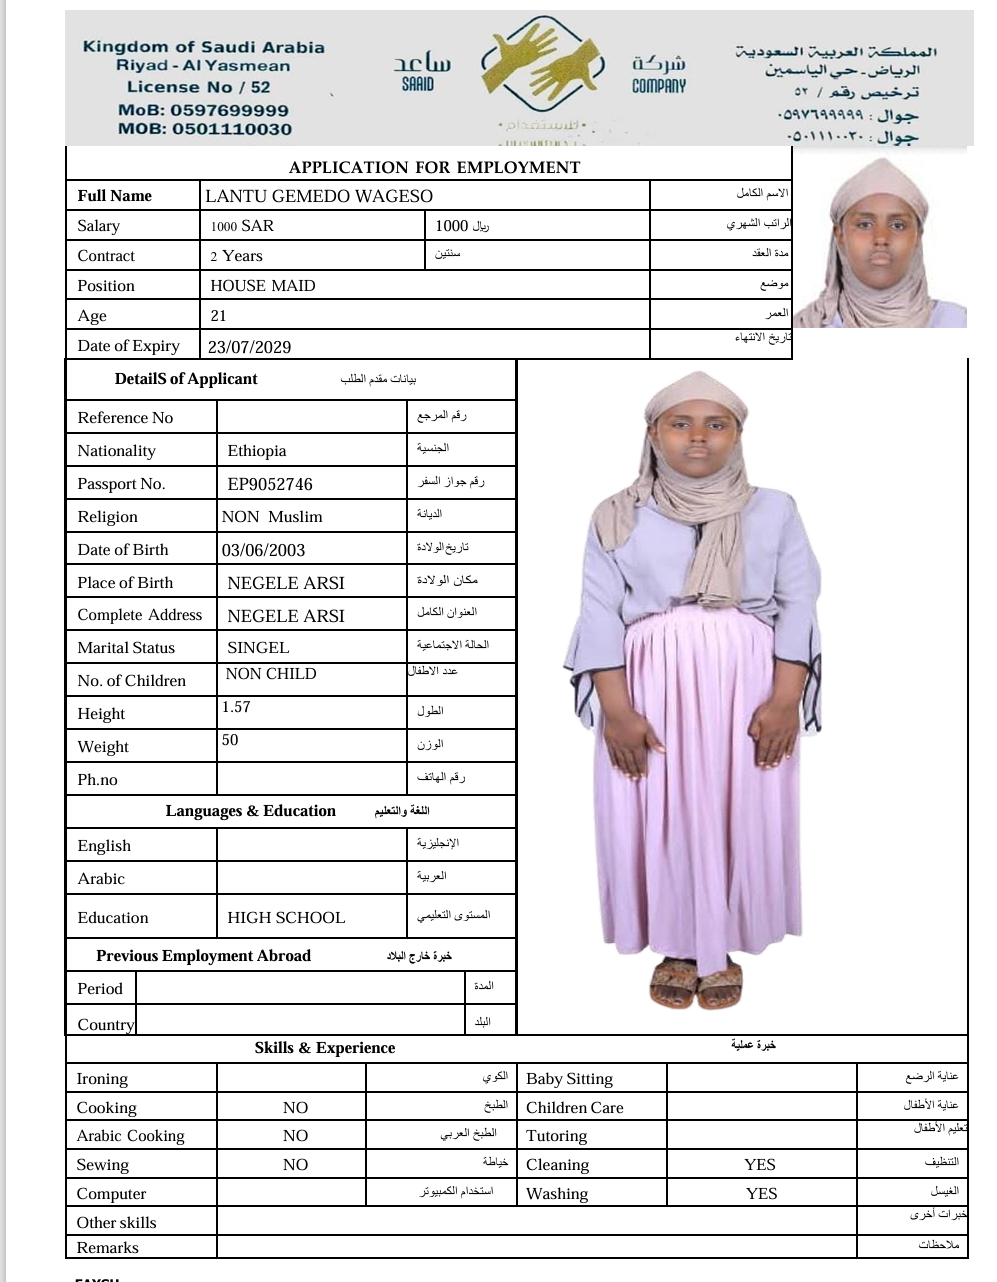 Kingdom of Saudi Arabia
Riyad - Al Yasmean
License No / 52
MoB: 0597699999
MOB: 0501110030
ساعد شركة
SAAID COMPANY
للاستقدام
المملكة العربية السعودية
الرياض - حي الياسمين
ترخيص رقم / ٥٢
جوال : ٠٥٩٧٦٩٩٩٩٩
جوال : ٠٥٠١١١٠٠٣٠
APPLICATION FOR EMPLOYMENT
Full Name LANTU GEMEDO WAGESO الاسم الكامل
Salary 1000 SAR 1000 ريال الراتب الشهري
Contract 2 Years سنتين مدة العقد
Position HOUSE MAID موضع
Age 21 العمر
Date of Expiry 23/07/2029 تاريخ الانتهاء
DetailS of Applicant بيانات مقدم الطلب
Reference No رقم المرجع
Nationality Ethiopia الجنسية
Passport No. EP9052746 رقم جواز السفر
Religion NON Muslim الديانة
Date of Birth 03/06/2003 تاريخ الولادة
Place of Birth NEGELE ARSI مكان الولادة
Complete Address NEGELE ARSI العنوان الكامل
Marital Status SINGEL الحالة الاجتماعية
No. of Children NON CHILD عدد الاطفال
Height 1.57 الطول
Weight 50 الوزن
Ph.no رقم الهاتف
Languages & Education اللغة والتعليم
English الإنجليزية
Arabic العربية
Education HIGH SCHOOL المستوى التعليمي
Previous Employment Abroad خبرة خارج البلاد
Period المدة
Country البلد
Skills & Experience خبرة عملية
Ironing الكوي Baby Sitting عناية الرضع
Cooking NO الطبخ Children Care عناية الأطفال
Arabic Cooking NO الطبخ العربي Tutoring تعليم الأطفال
Sewing NO خياطة Cleaning YES التنظيف
Computer استخدام الكمبيوتر Washing YES الغيسل
Other skills خبرات أخرى
Remarks ملاحظات